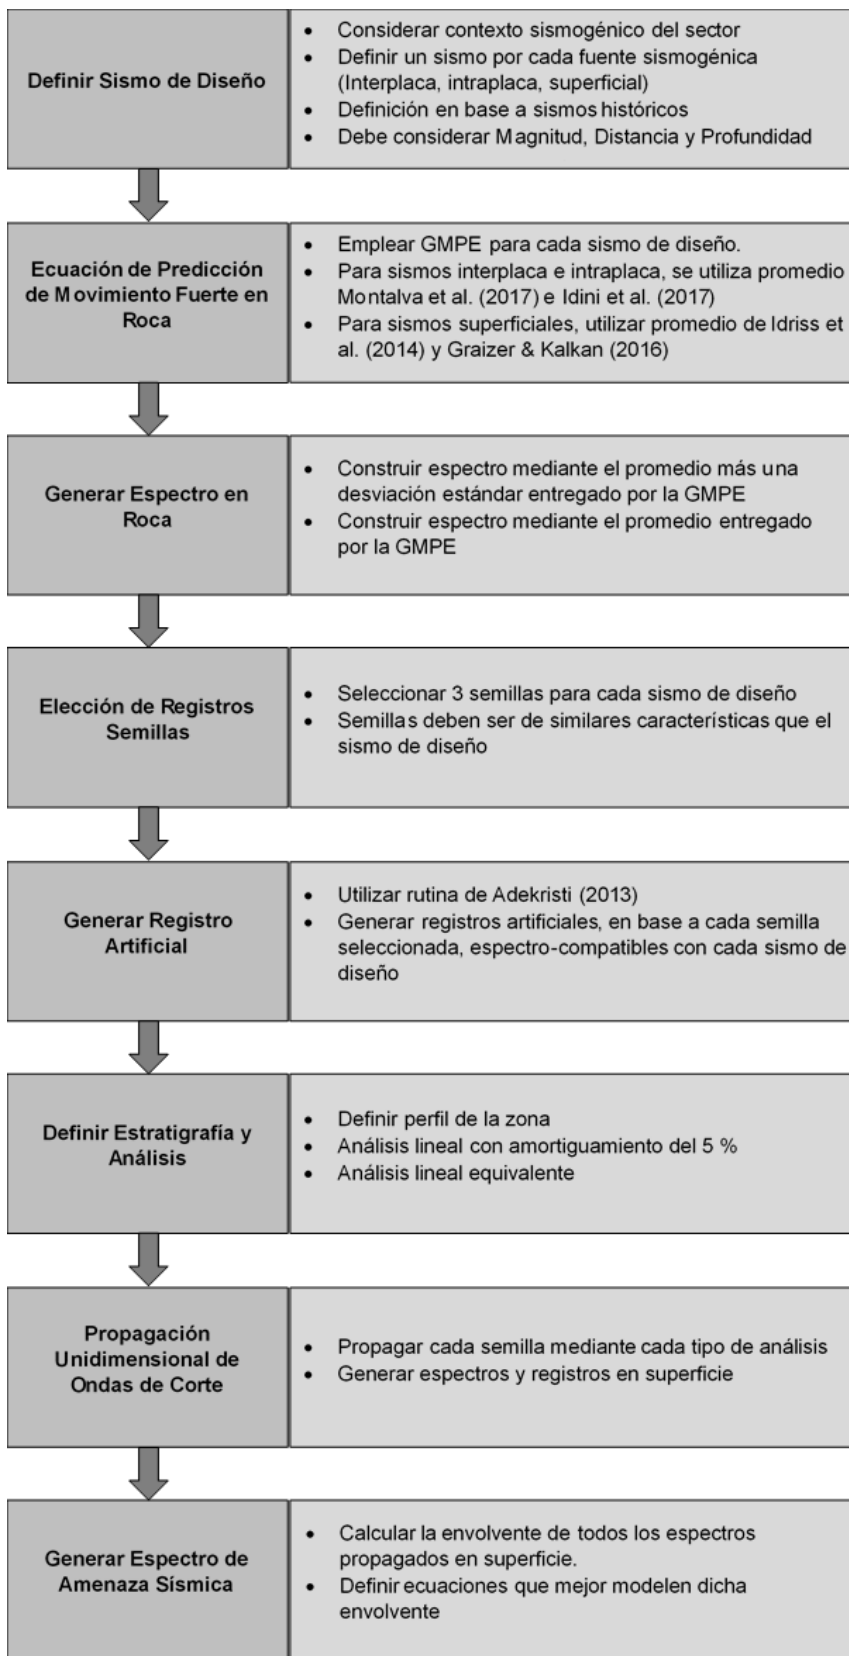 Definir Sismo de Diseño
• Considerar contexto sismogénico del sector
• Definir un sismo por cada fuente sismogénica
(Interplaca, intraplaca, superficial)
• Definición en base a sismos históricos
• Debe considerar Magnitud, Distancia y Profundidad
Ecuación de Predicción
de Movimiento Fuerte en
Roca
• Emplear GMPE para cada sismo de diseño.
• Para sismos interplaca e intraplaca, se utiliza promedio
Montalva et al. (2017) e Idini et al. (2017)
• Para sismos superficiales, utilizar promedio de Idriss et
al. (2014) y Graizer & Kalkan (2016)
Generar Espectro en
Roca
• Construir espectro mediante el promedio más una
desviación estándar entregado por la GMPE
• Construir espectro mediante el promedio entregado
por la GMPE
Elección de Registros
Semillas
• Seleccionar 3 semillas para cada sismo de diseño
• Semillas deben ser de similares características que el
sismo de diseño
Generar Registro
Artificial
• Utilizar rutina de Adekristi (2013)
• Generar registros artificiales, en base a cada semilla
seleccionada, espectro-compatibles con cada sismo de
diseño
Definir Estratigrafía y
Análisis
• Definir perfil de la zona
• Análisis lineal con amortiguamiento del 5 %
• Análisis lineal equivalente
Propagación
Unidimensional de
Ondas de Corte
• Propagar cada semilla mediante cada tipo de análisis
• Generar espectros y registros en superficie
Generar Espectro de
Amenaza Sísmica
• Calcular la envolvente de todos los espectros
propagados en superficie.
• Definir ecuaciones que mejor modelen dicha
envolvente